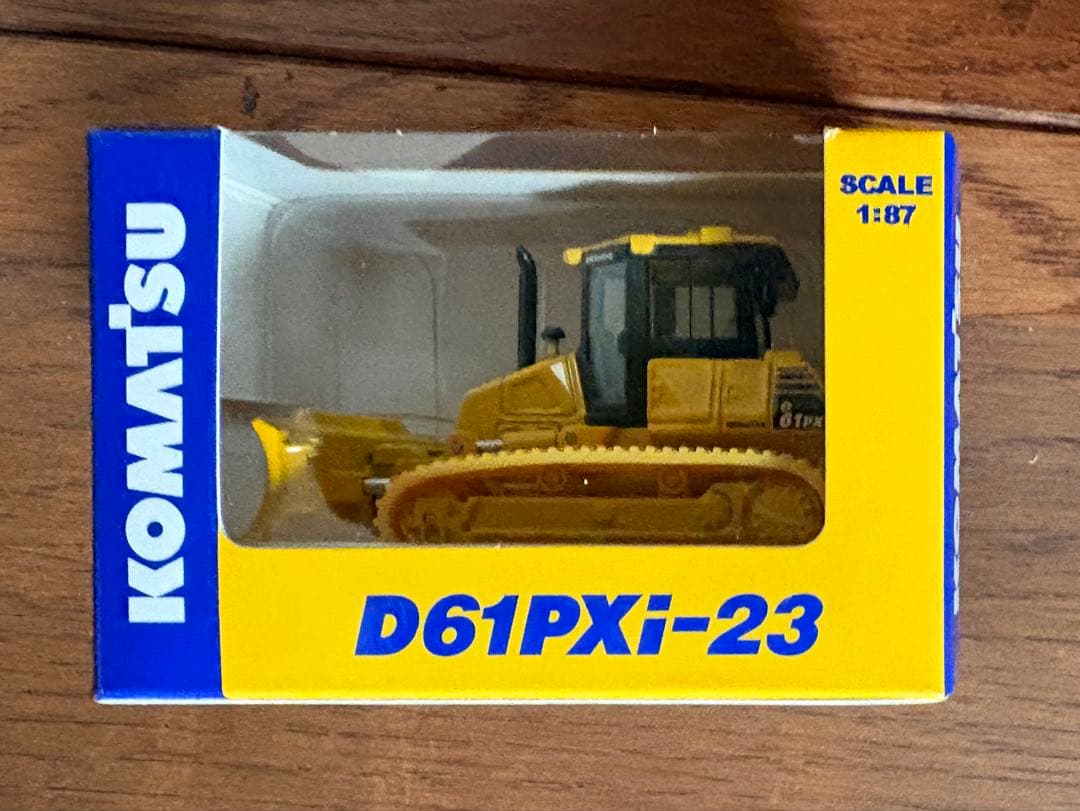 KOMATSU
SCALE
1:87
61PX
D61PXi-23